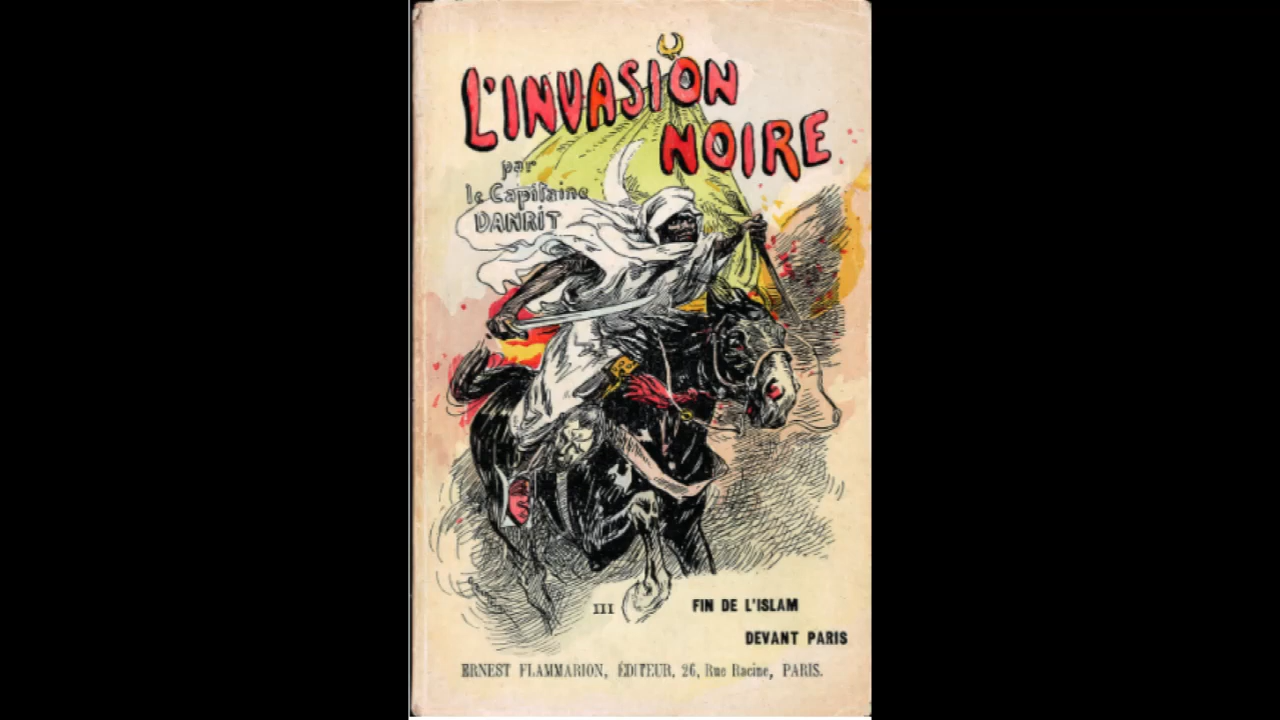 L'INVASION
NOIRE
par
le Capitaine
DANRIT
III
FIN DE L'ISLAM
DEVANT PARIS
ERNEST FLAMMARION, ÉDITEUR, 26, Rue Racine, PARIS.